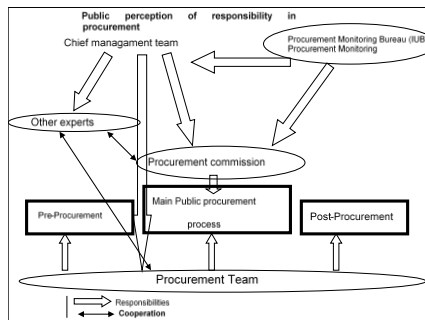 Public perception of responsibility in
procurement
Chief managament team
Procurement Monitoring Bureau (IUB)
Procurement Monitoring
Other experts
Procurement commission
Pre-Procurement
Main Public procurement
process
Post-Procurement
Procurement Team
Responsibilities
Cooperation